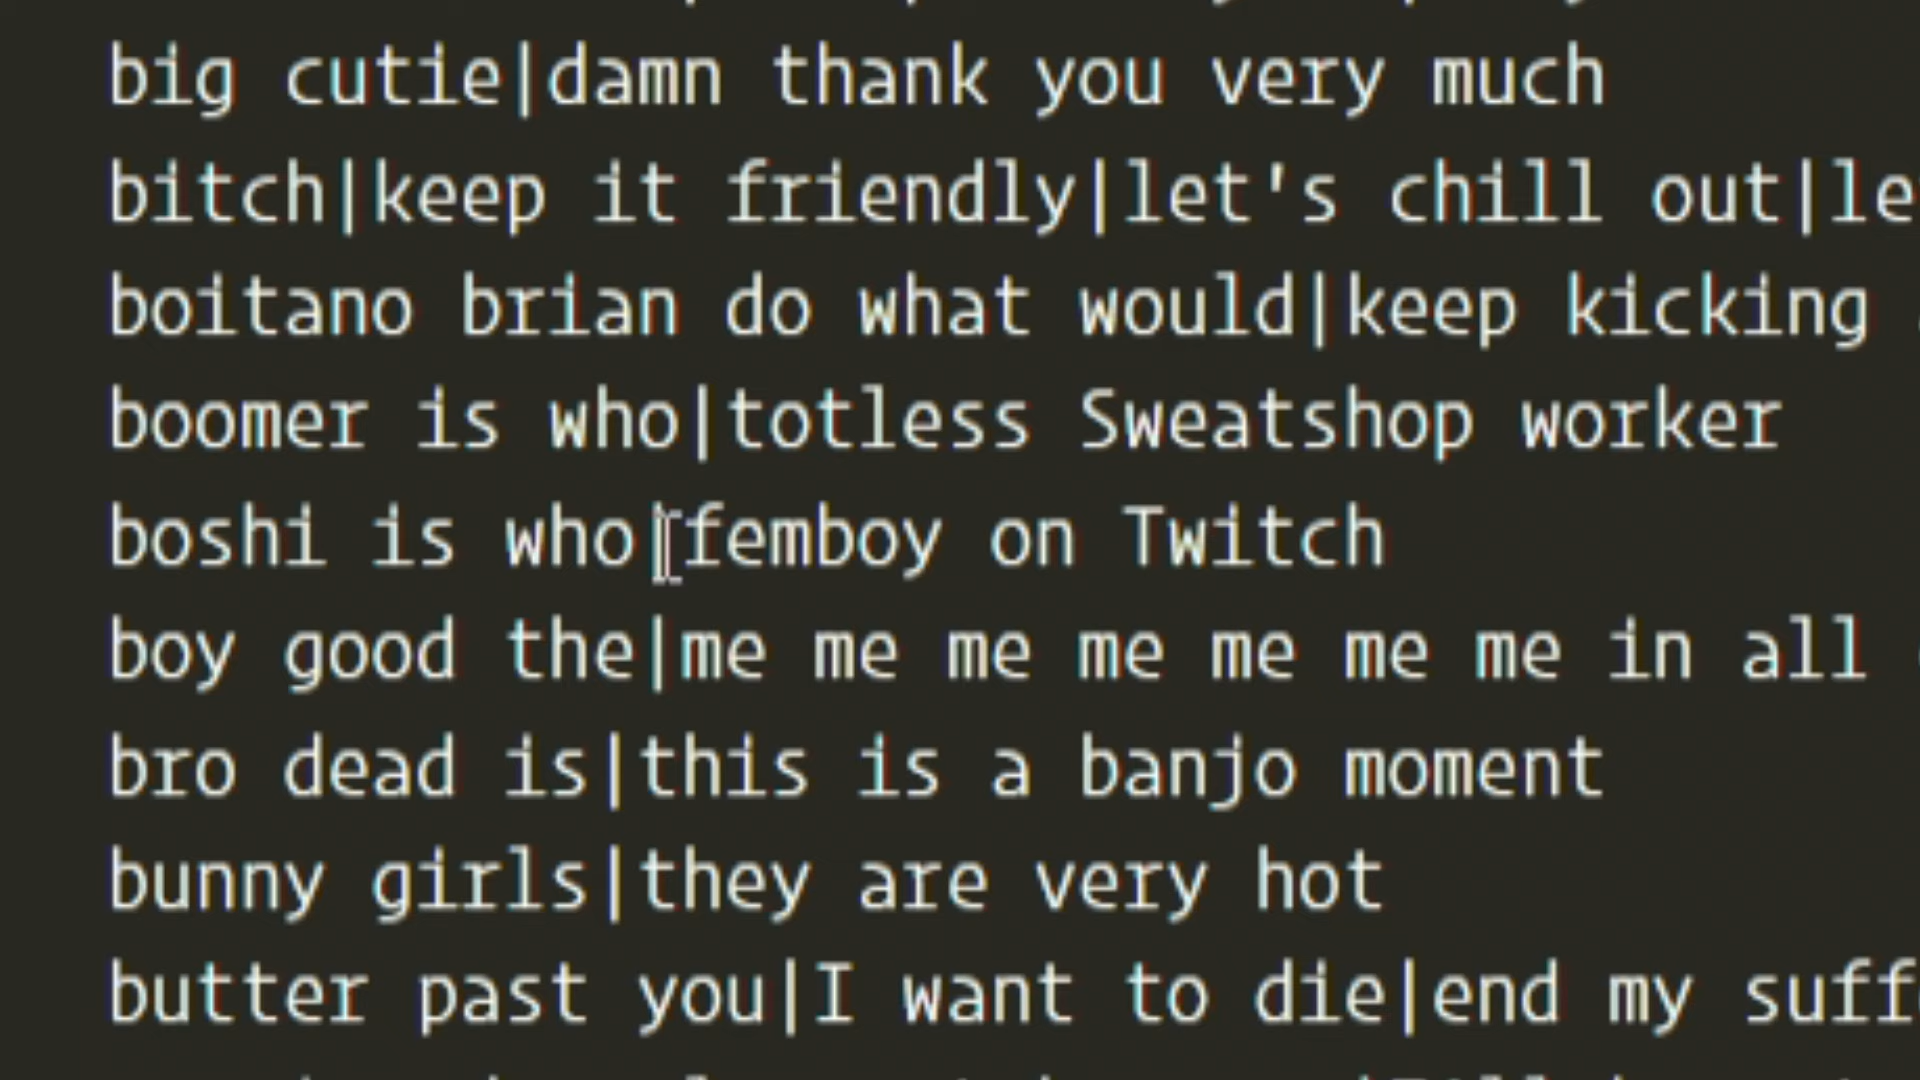 big cutie|damn thank you very much
bitch|keep it friendly|let's chill out|le
boitano brian do what would|keep kicking
boomer is who|totless Sweatshop worker
boshi is who|femboy on Twitch
boy good the|me me me me me me me in all
bro dead is|this is a banjo moment
bunny girls|they are very hot
butter past you|I want to die|end my suff